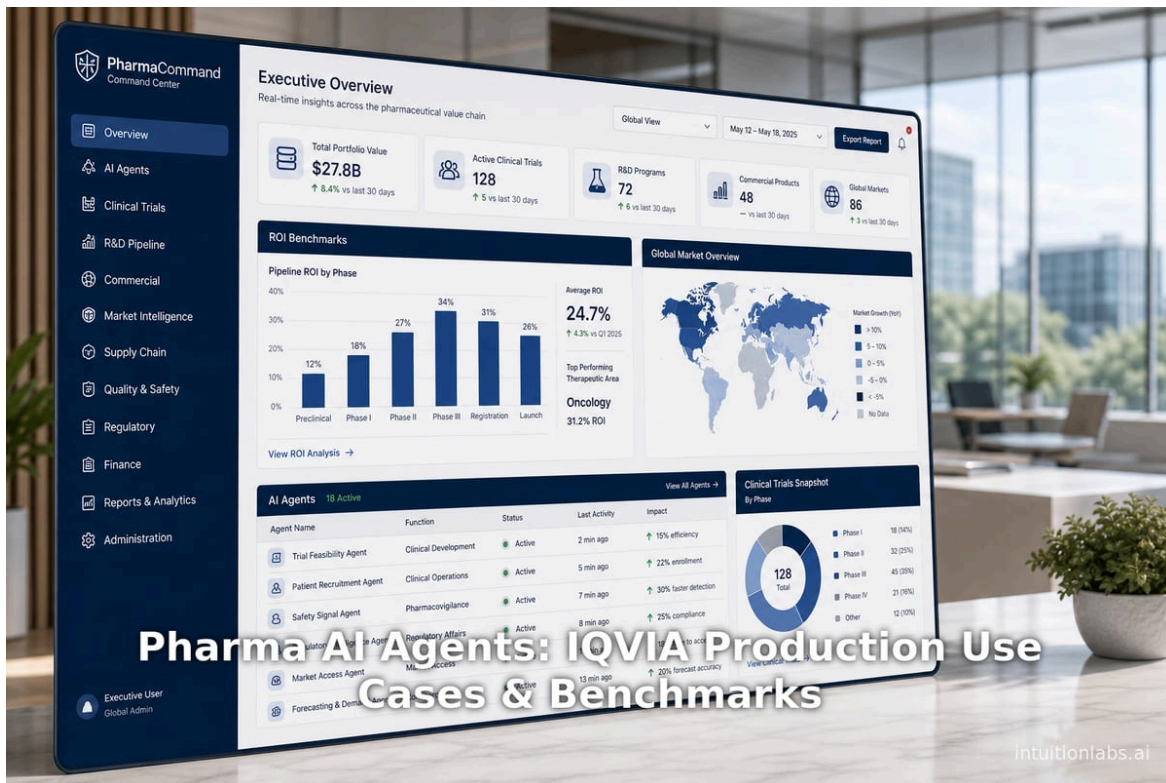 PharmaCommand
Command Center
Overview
AI Agents
Clinical Trials
R&D Pipeline
Commercial
Market Intelligence
Supply Chain
Quality & Safety
Regulatory
Finance
Reports & Analytics
Administration
Executive User
Global Admin
Executive Overview
Real-time insights across the pharmaceutical value chain
Global View
May 12 – May 18, 2025
Export Report
Total Portfolio Value
$27.8B
↑ 8.4% vs last 30 days
Active Clinical Trials
128
↑ 5 vs last 30 days
R&D Programs
72
↑ 6 vs last 30 days
Commercial Products
48
— vs last 30 days
Global Markets
86
↑ 3 vs last 30 days
ROI Benchmarks
Pipeline ROI by Phase
40%
30%
20%
10%
0%
12%
18%
27%
34%
31%
26%
Preclinical Phase I Phase II Phase III Registration Launch
Average ROI
24.7%
↑ 4.3% vs Q1 2025
Top Performing
Therapeutic Area
Oncology
31.2% ROI
View ROI Analysis →
Global Market Overview
Market Growth (YoY)
> 10%
5 – 10%
0 – 5%
-5 – 0%
< -5%
No Data
AI Agents 18 Active View All Agents →
Agent Name Function Status Last Activity Impact
Trial Feasibility Agent Clinical Development Active 2 min ago ↑ 15% efficiency
Patient Recruitment Agent Clinical Operations Active 5 min ago ↑ 22% enrollment
Safety Signal Agent Pharmacovigilance Active 7 min ago ↑ 30% faster detection
Regulatory Affairs Active 8 min ago ↑ 25% compliance
Market Access Agent Access
Forecasting & Active 13 min ago ↑ 20% forecast accuracy
Clinical Trials Snapshot
By Phase
128
Total
Phase I 18 (14%)
Phase II 32 (25%)
Phase III 45 (35%)
Phase IV 21 (16%)
Other 12 (10%)
View Clinical
Pharma AI Agents: IQVIA Production Use
Cases & Benchmarks
intuitionlabs.ai